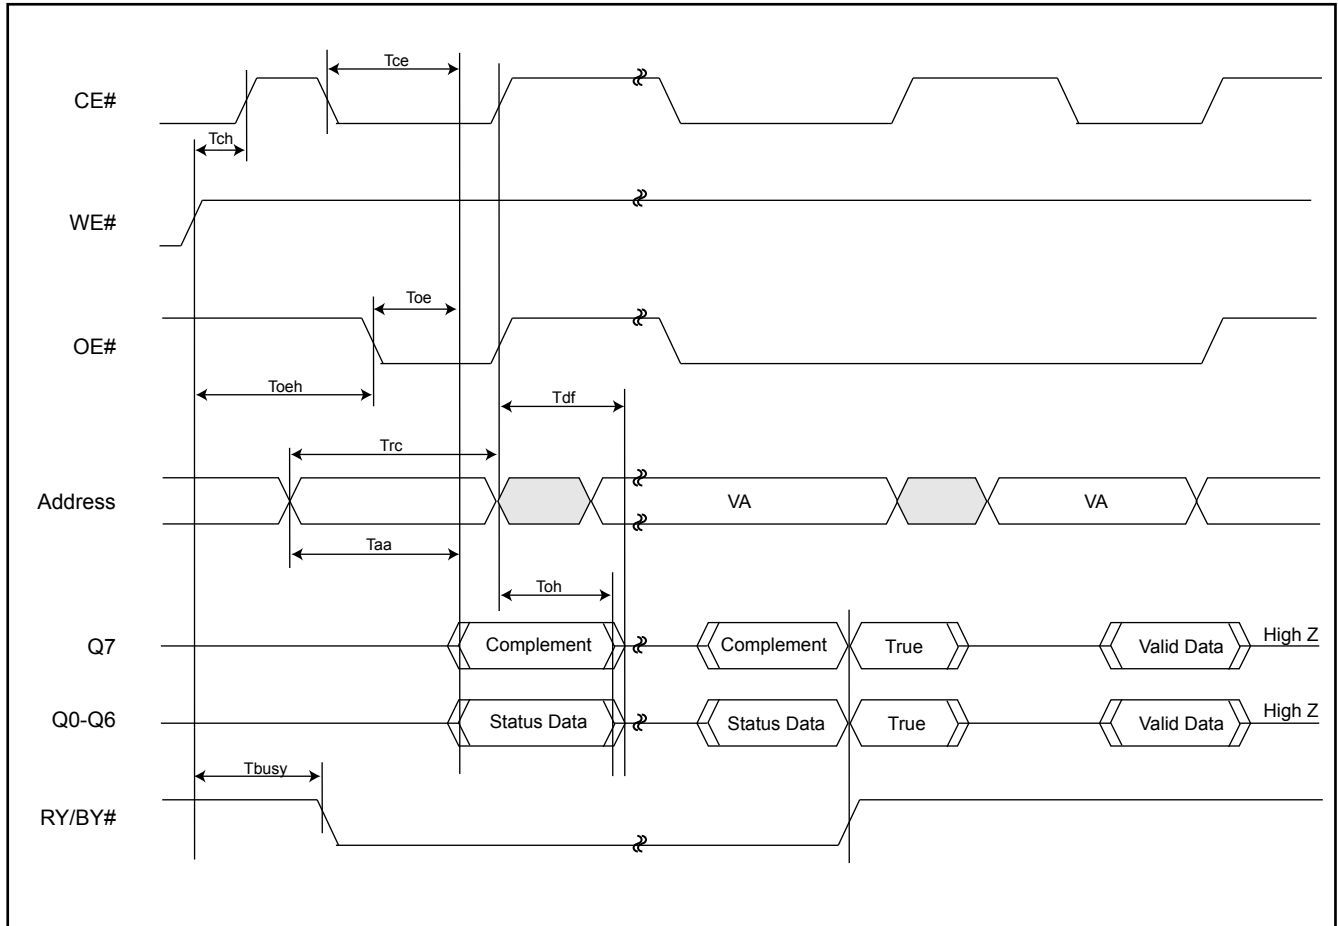 Tce
CE#
Tch
WE#
Toe
OE#
Toeh
Tdf
Trc
Address
VA
VA
Taa
Toh
Q7
Complement
Complement
True
Valid Data
High Z
Q0-Q6
Status Data
Status Data
True
Valid Data
High Z
Tbusy
RY/BY#